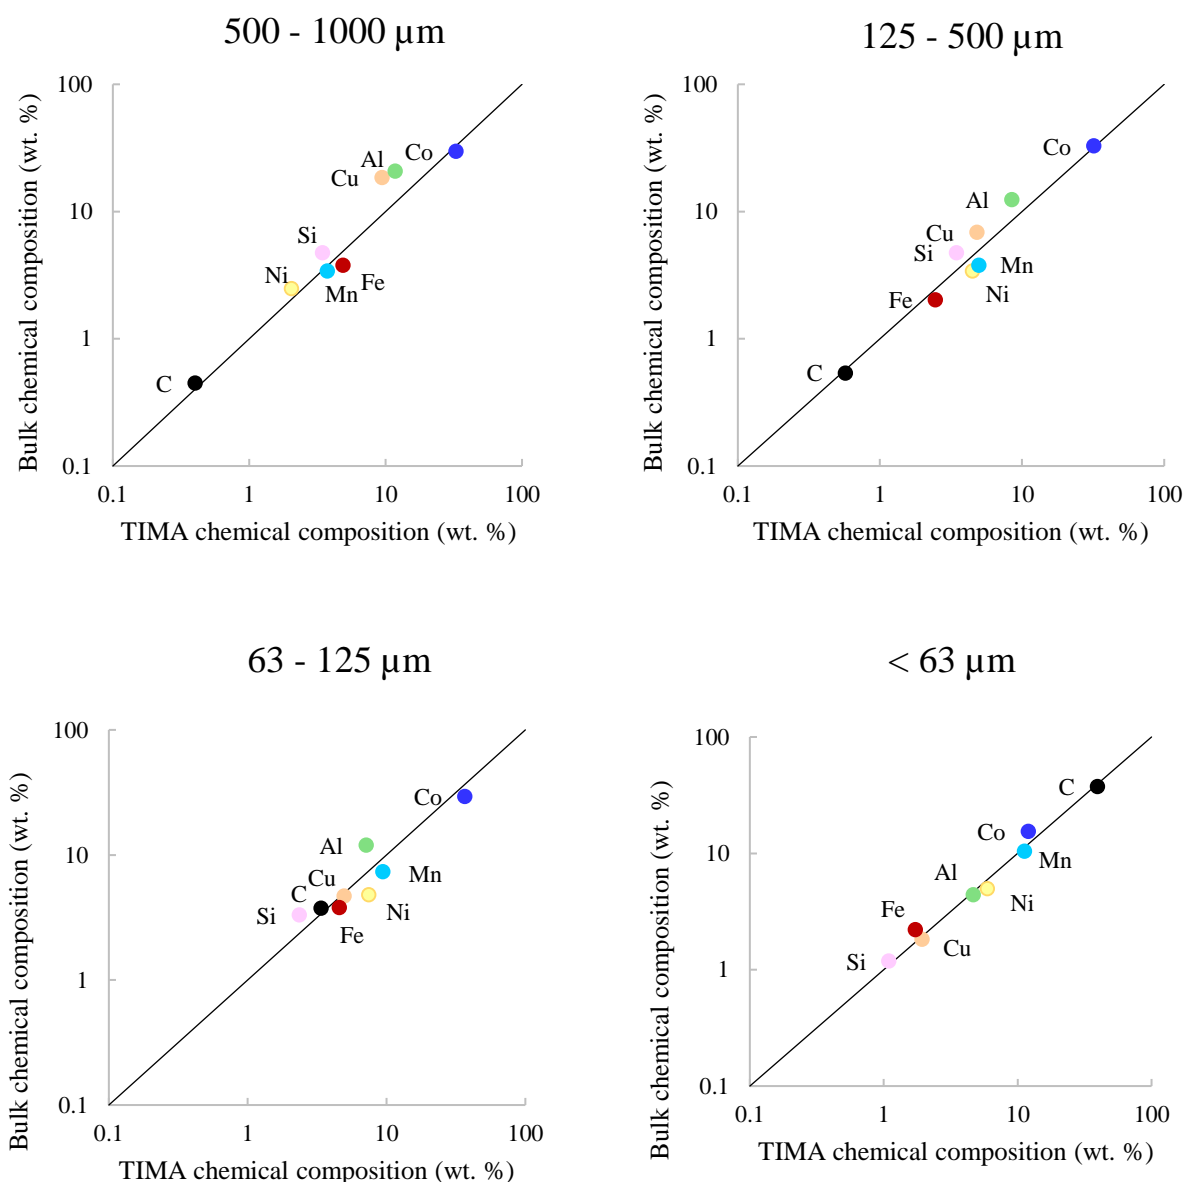 500 - 1000 µm
Bulk chemical composition (wt. %)
100
10
1
0.1
Co
Al
Cu
Si
Ni
Fe
Mn
C
0.1 1 10 100
TIMA chemical composition (wt. %)
125 - 500 µm
Bulk chemical composition (wt. %)
100
10
1
0.1
Co
Al
Cu
Si
Mn
Ni
Fe
C
0.1 1 10 100
TIMA chemical composition (wt. %)
63 - 125 µm
Bulk chemical composition (wt. %)
100
10
1
0.1
Co
Al
Cu
Mn
C
Si
Ni
Fe
0.1 1 10 100
TIMA chemical composition (wt. %)
< 63 µm
Bulk chemical composition (wt. %)
100
10
1
0.1
C
Co
Mn
Al
Ni
Fe
Cu
Si
0.1 1 10 100
TIMA chemical composition (wt. %)